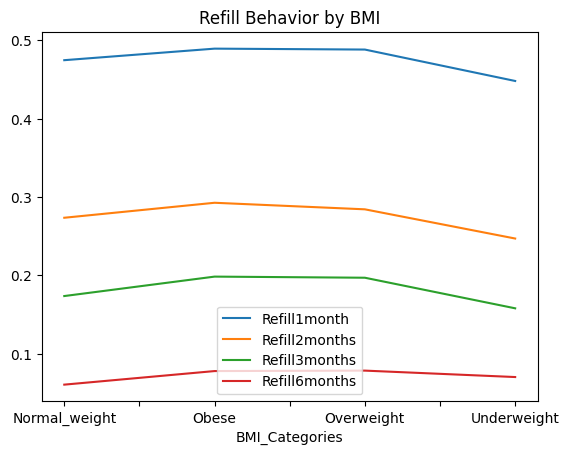 Refill Behavior by BMI
0.5
0.4
0.3
0.2
0.1
Refill1month
Refill2months
Refill3months
Refill6months
Normal_weight Obese Overweight Underweight
BMI_Categories